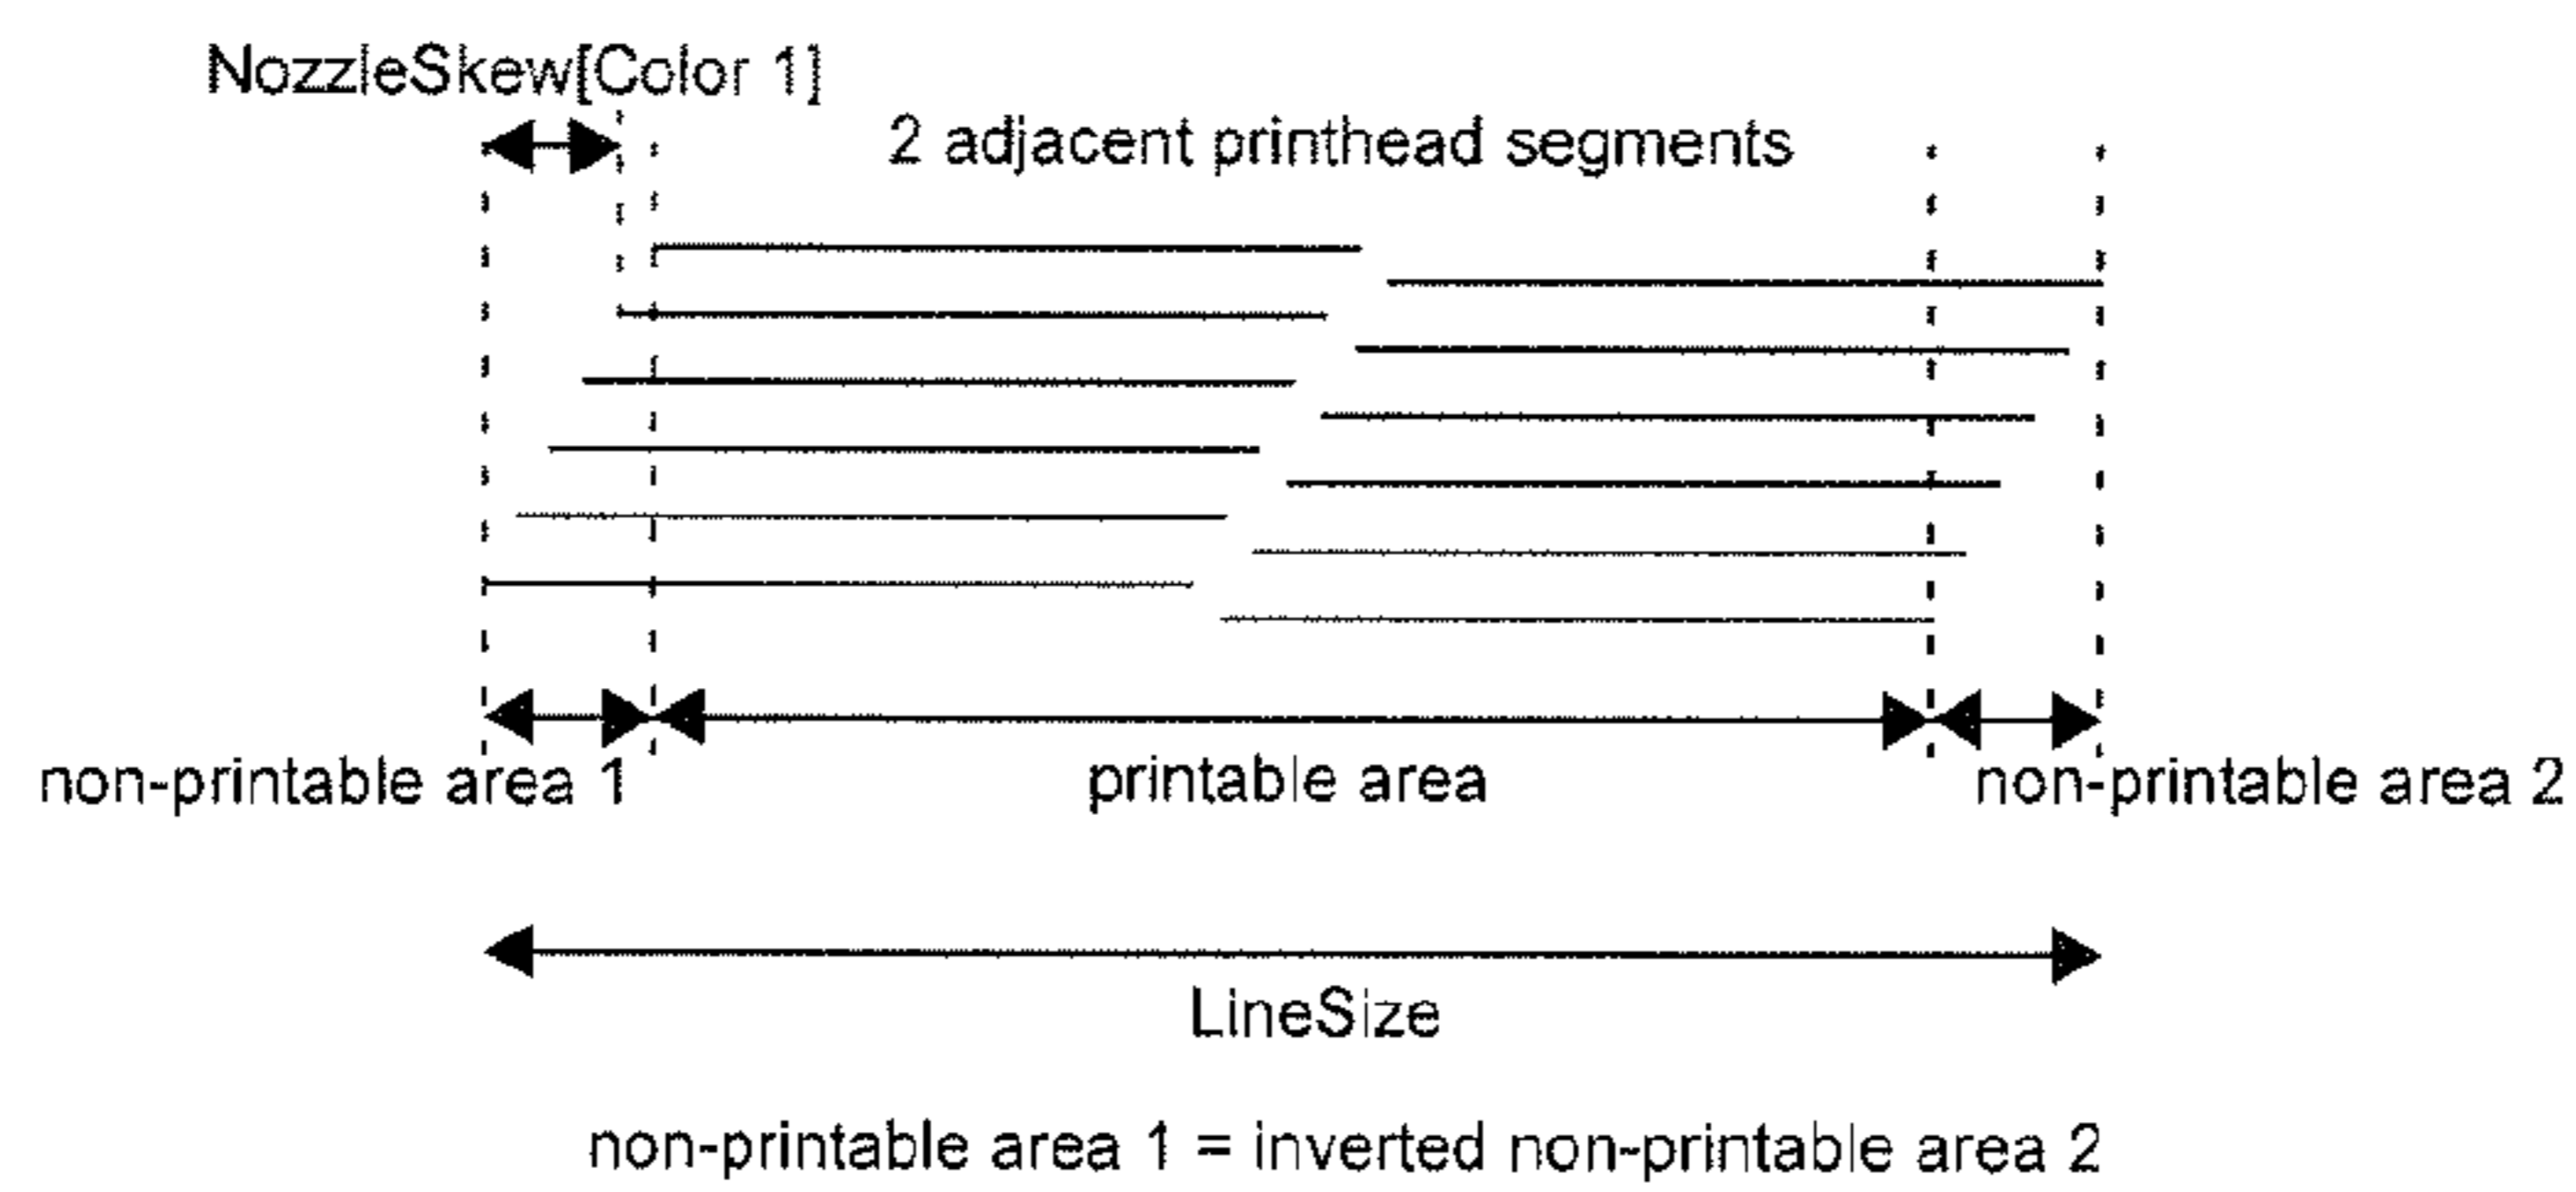 NozzleSkew[Color 1]
2 adjacent printhead segments
non-printable area 1
printable area
non-printable area 2
LineSize
non-printable area 1 = inverted non-printable area 2